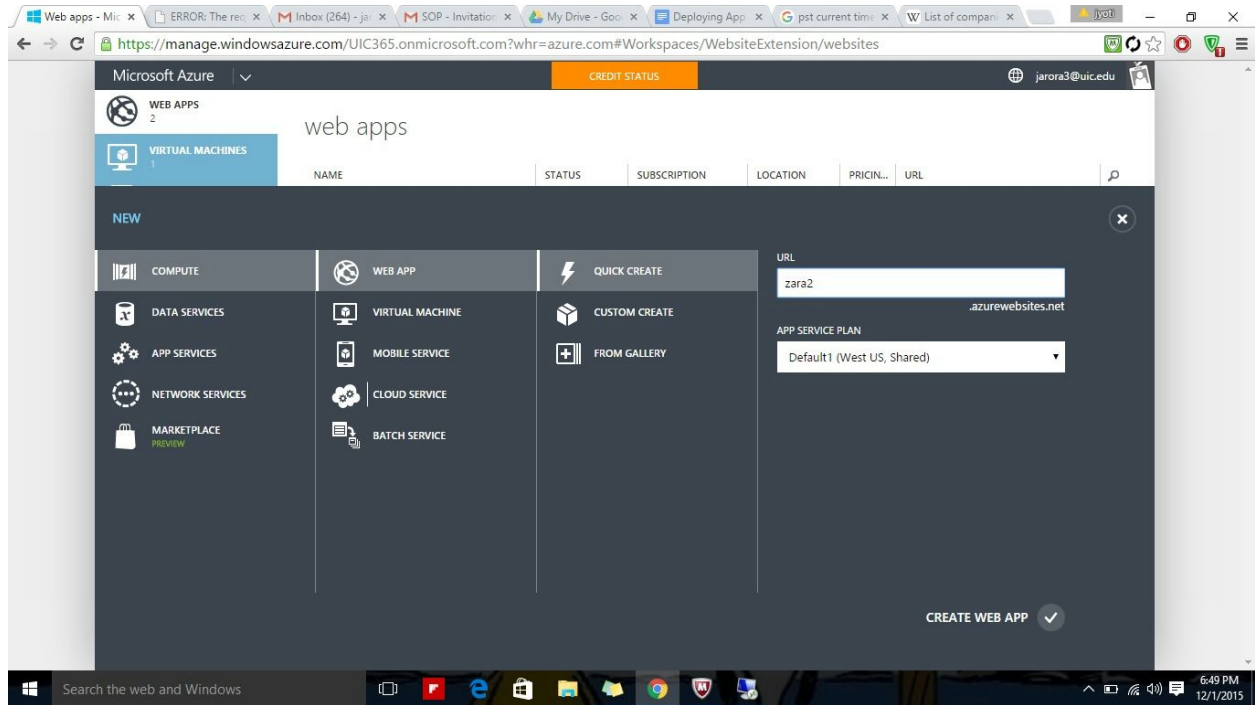 Web apps - Mic
ERROR: The req
Inbox (264) - jar
SOP - Invitation
My Drive - Goo
Deploying App
pst current time
List of compani
Jyoti
https://manage.windowsazure.com/UIC365.onmicrosoft.com?whr=azure.com#Workspaces/WebsiteExtension/websites
Microsoft Azure
CREDIT STATUS
jarora3@uic.edu
WEB APPS
2
VIRTUAL MACHINES
1
web apps
NAME STATUS SUBSCRIPTION LOCATION PRICIN... URL
NEW
COMPUTE
DATA SERVICES
APP SERVICES
NETWORK SERVICES
MARKETPLACE
PREVIEW
WEB APP
VIRTUAL MACHINE
MOBILE SERVICE
CLOUD SERVICE
BATCH SERVICE
QUICK CREATE
CUSTOM CREATE
FROM GALLERY
URL
zara2
.azurewebsites.net
APP SERVICE PLAN
Default1 (West US, Shared)
CREATE WEB APP
Search the web and Windows
6:49 PM
12/1/2015